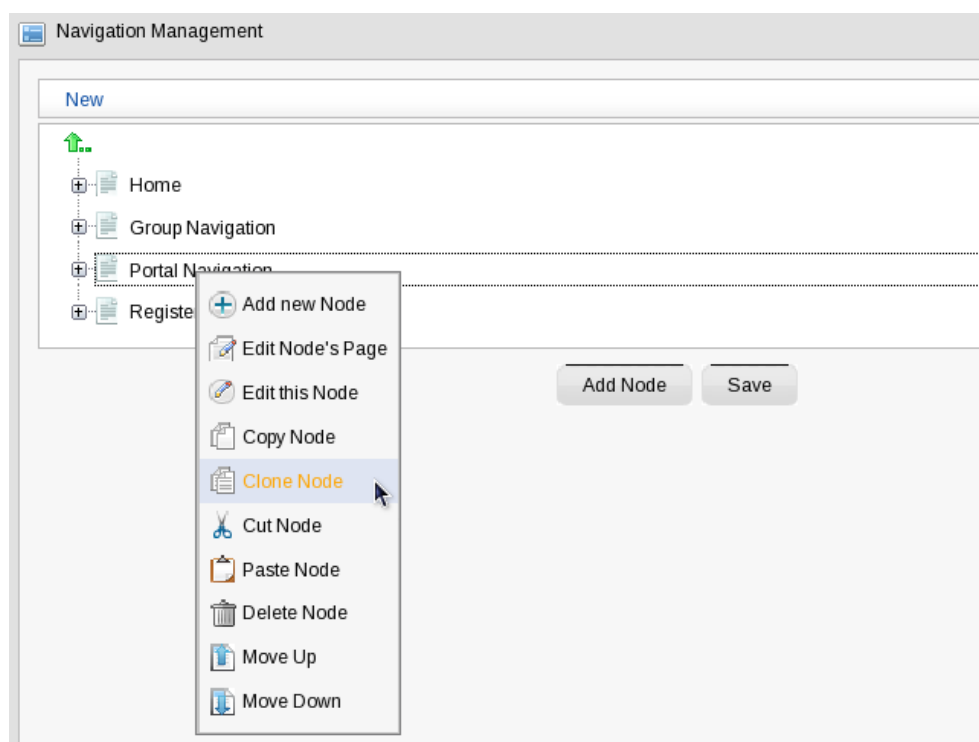 Navigation Management
New
Home
Group Navigation
Portal Navigation
Registe
Add new Node
Edit Node's Page
Edit this Node
Copy Node
Clone Node
Cut Node
Paste Node
Delete Node
Move Up
Move Down
Add Node
Save